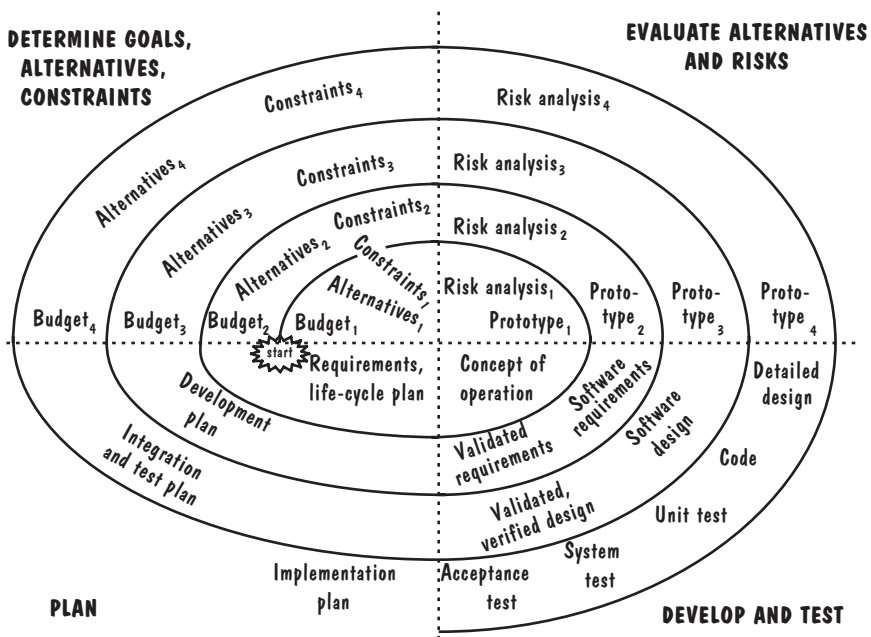 DETERMINE GOALS,
ALTERNATIVES,
CONSTRAINTS
EVALUATE ALTERNATIVES
AND RISKS
Constraints₄
Risk analysis₄
Alternatives₄
Constraints₃
Risk analysis₃
Alternatives₃
Constraints₂
Risk analysis₂
Alternatives₂
Constraints₁
Alternatives₁
Risk analysis₁
Budget₄
Budget₃
Budget₂
Budget₁
Prototype₁
Proto-
type₂
Proto-
type₃
Proto-
type₄
start
Requirements,
life-cycle plan
Concept of
operation
Development
plan
Integration
and test plan
Implementation
plan
Validated
requirements
Software
requirements
Validated,
verified design
Software
design
Detailed
design
Code
Unit test
System
test
Acceptance
test
PLAN
DEVELOP AND TEST